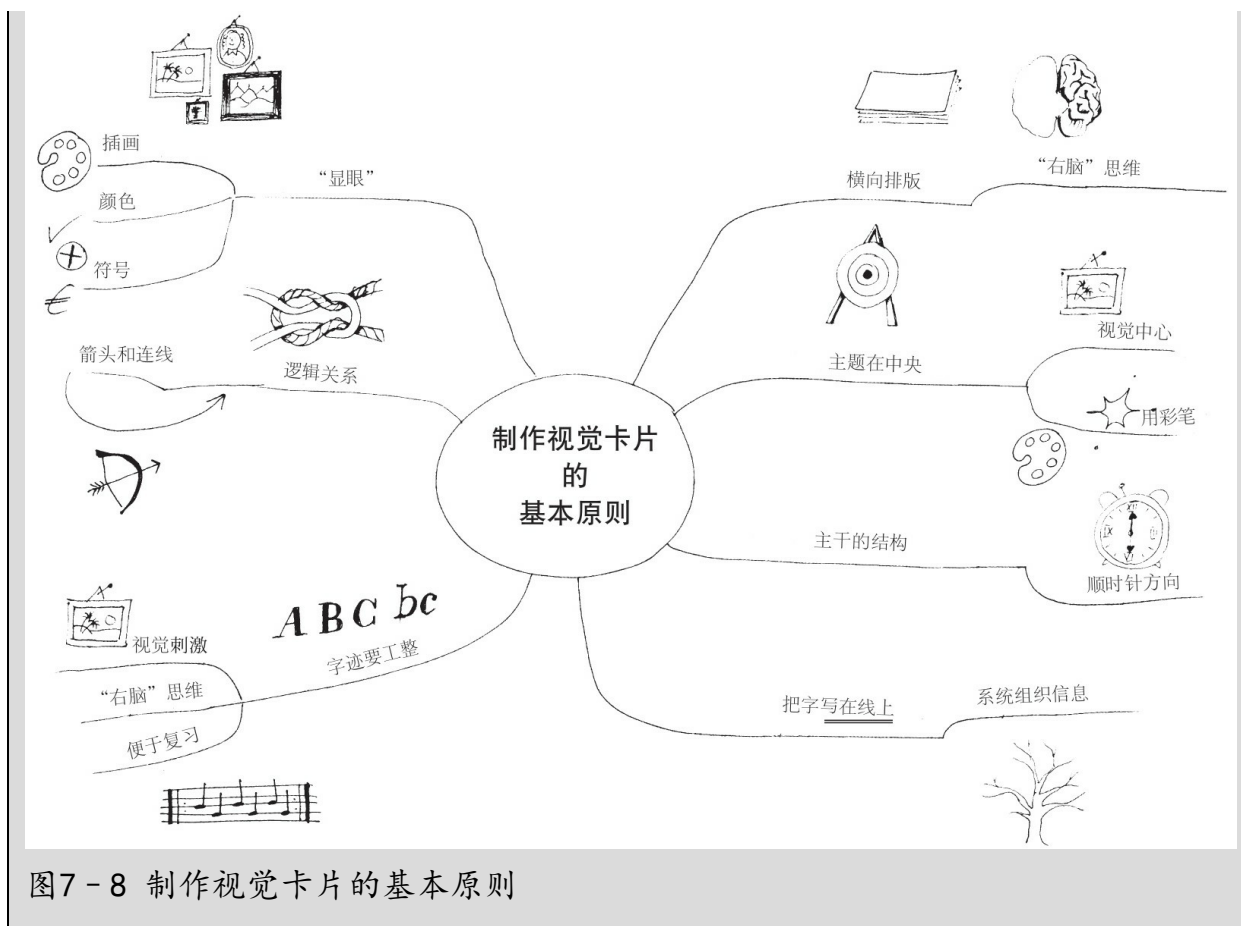 制作视觉卡片
的
基本原则
横向排版
“右脑”思维
主题在中央
视觉中心
用彩笔
主干的结构
顺时针方向
把字写在线上
系统组织信息
字迹要工整
A B C bc
视觉刺激
“右脑”思维
便于复习
逻辑关系
箭头和连线
“显眼”
插画
颜色
符号
€
图7-8 制作视觉卡片的基本原则